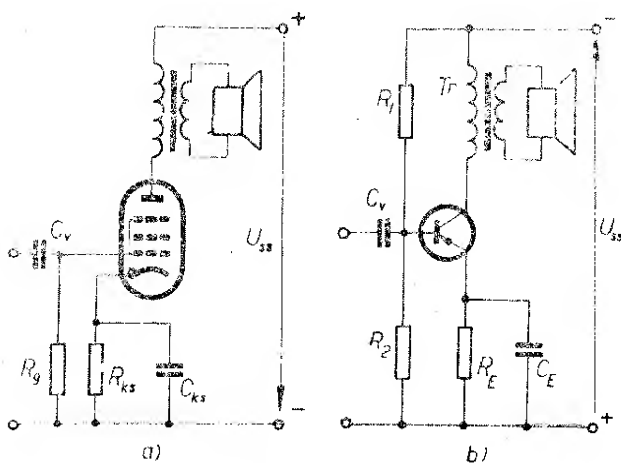 +
C_v
U_ss
R_g
R_ks
C_ks
-
a)
-
R_1
Tr
C_v
U_ss
R_2
R_E
C_E
+
b)